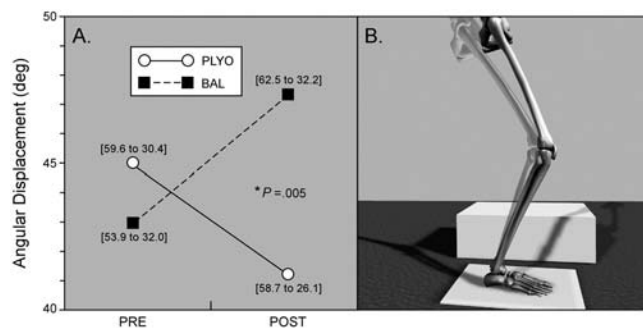 50
A.
B.
PLYO
BAL
[62.5 to 32.2]
[59.6 to 30.4]
45
* P =.005
[53.9 to 32.0]
[58.7 to 26.1]
40
PRE
POST
Angular Displacement
(deg)